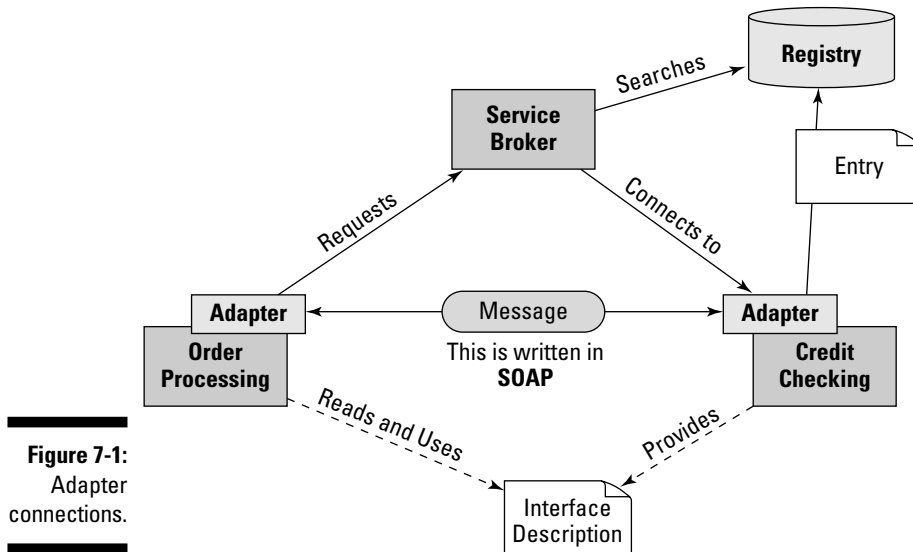 Registry
Searches
Service
Broker
Entry
Requests
Connects to
Adapter
Message
Adapter
This is written in
SOAP
Order
Processing
Credit
Checking
Reads and Uses
Provides
Figure 7-1:
Adapter
connections.
Interface
Description